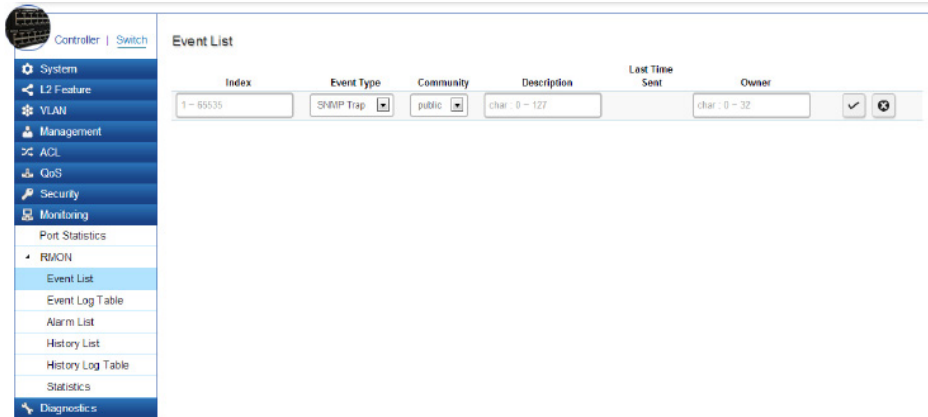 Controller | Switch
Event List
System
L2 Feature
VLAN
Management
ACL
QoS
Security
Monitoring
Port Statistics
RMON
Event List
Event Log Table
Alarm List
History List
History Log Table
Statistics
Diagnostics
Index Event Type Community Description Last Time Sent Owner
1 ~ 65535 SNMP Trap public char : 0 ~ 127 char : 0 ~ 32